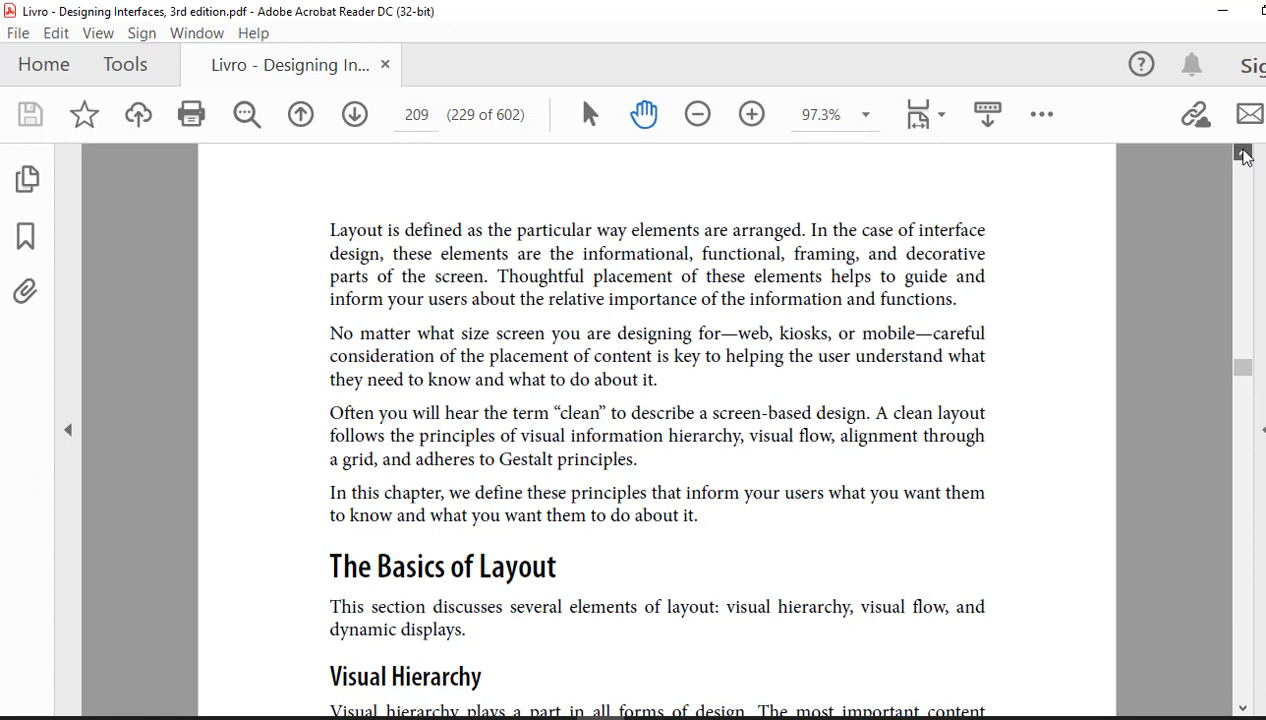 Livro - Designing Interfaces, 3rd edition.pdf - Adobe Acrobat Reader DC (32-bit)
File Edit View Sign Window Help
Home Tools Livro - Designing In... ×
209 (229 of 602) 97.3%
Layout is defined as the particular way elements are arranged. In the case of interface
design, these elements are the informational, functional, framing, and decorative
parts of the screen. Thoughtful placement of these elements helps to guide and
inform your users about the relative importance of the information and functions.
No matter what size screen you are designing for—web, kiosks, or mobile—careful
consideration of the placement of content is key to helping the user understand what
they need to know and what to do about it.
Often you will hear the term “clean” to describe a screen-based design. A clean layout
follows the principles of visual information hierarchy, visual flow, alignment through
a grid, and adheres to Gestalt principles.
In this chapter, we define these principles that inform your users what you want them
to know and what you want them to do about it.
The Basics of Layout
This section discusses several elements of layout: visual hierarchy, visual flow, and
dynamic displays.
Visual Hierarchy
Visual hierarchy plays a part in all forms of design. The most important content